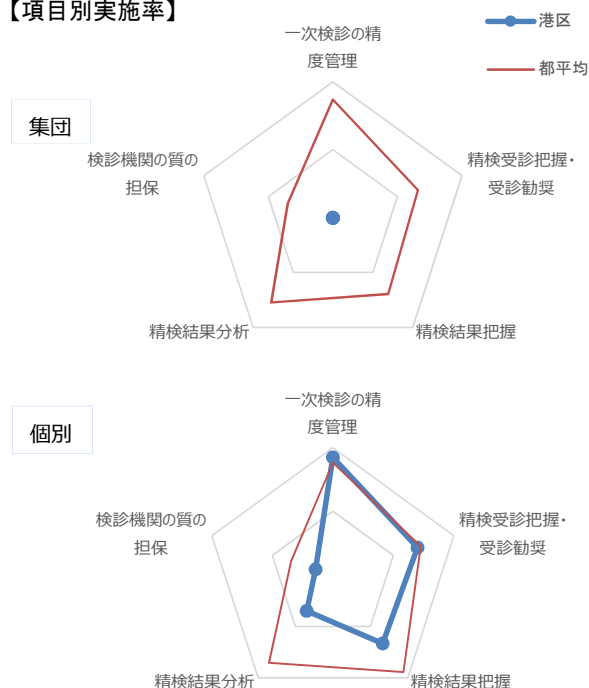 【項目別実施率】
港区
都平均
集団
一次検診の精
度管理
精検受診把握・
受診勧奨
精検結果把握
精検結果分析
検診機関の質の
担保
個別
一次検診の精
度管理
精検受診把握・
受診勧奨
精検結果把握
精検結果分析
検診機関の質の
担保